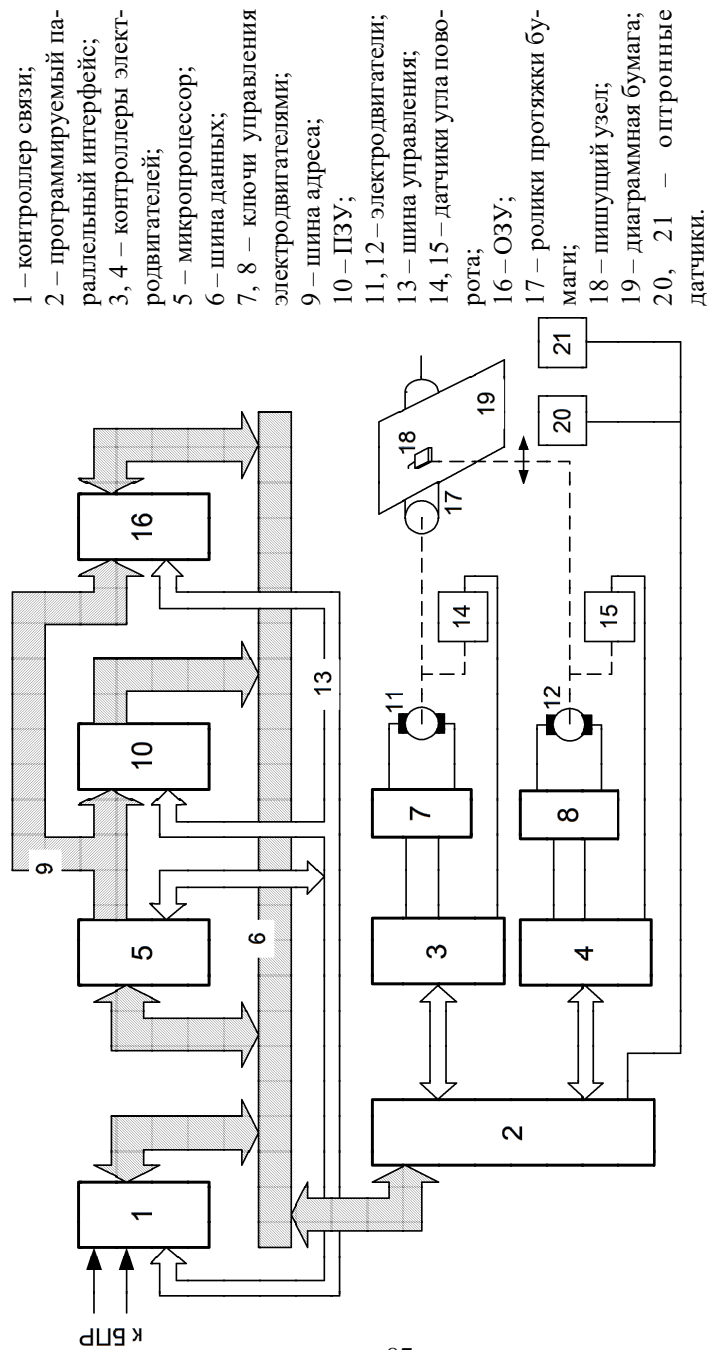 1 – контроллер связи;
2 – программируемый па-
раллельный интерфейс;
3, 4 – контроллеры элект-
родвигателей;
5 – микропроцессор;
6 – шина данных;
7, 8 – ключи управления
электродвигателями;
9 – шина адреса;
10 – ПЗУ;
11, 12 – электродвигатели;
13 – шина управления;
14, 15 – датчики угла пово-
рота;
16 – ОЗУ;
17 – ролики протяжки бу-
маги;
18 – пишущий узел;
19 – диаграммная бумага;
20, 21 – оптронные
датчики.
к БПР
1
5
9
10
16
6
13
2
3
7
11
14
17
18
19
4
8
12
15
20
21